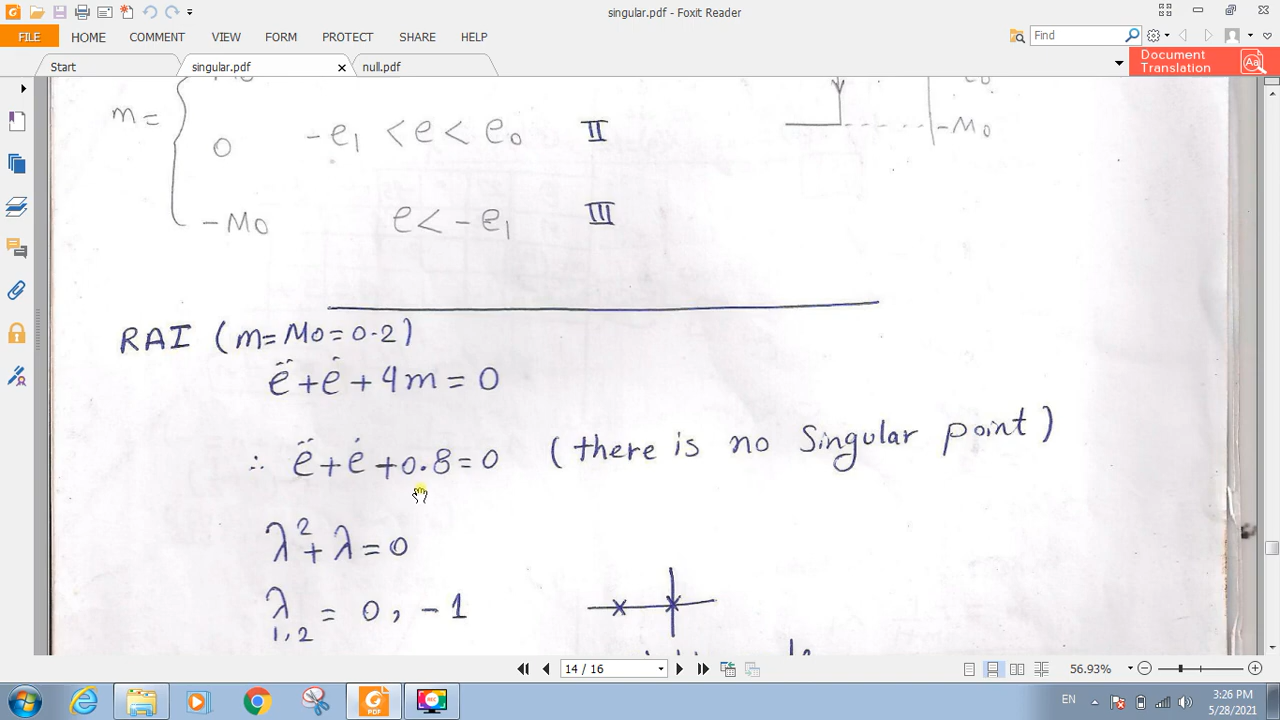 singular.pdf - Foxit Reader
FILE HOME COMMENT VIEW FORM PROTECT SHARE HELP
Find
Start singular.pdf null.pdf
Document Translation
m =
0 -e₁ < e < e₀ II
-M₀
-M₀ e < -e₁ III
RAI (m=M₀=0.2)
ë + ė + 4m = 0
∴ ë + ė + 0.8 = 0 (there is no Singular point)
λ² + λ = 0
λ₁,₂ = 0, -1
14 / 16
56.93%
EN
3:26 PM
5/28/2021